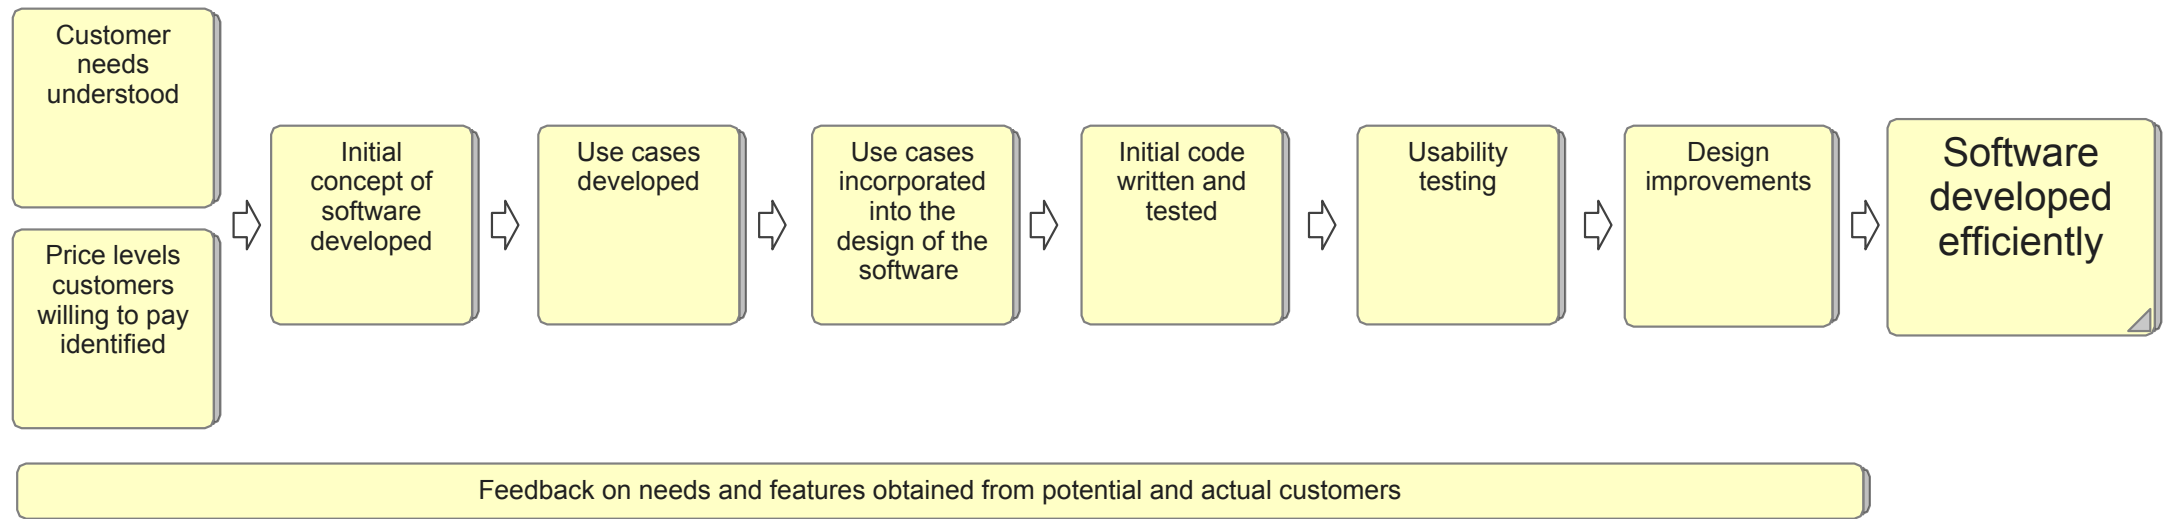 Customer
needs
understood
Price levels
customers
willing to pay
identified
Initial
concept of
software
developed
Use cases
developed
Use cases
incorporated
into the
design of the
software
Initial code
written and
tested
Usability
testing
Design
improvements
Software
developed
efficiently
Feedback on needs and features obtained from potential and actual customers